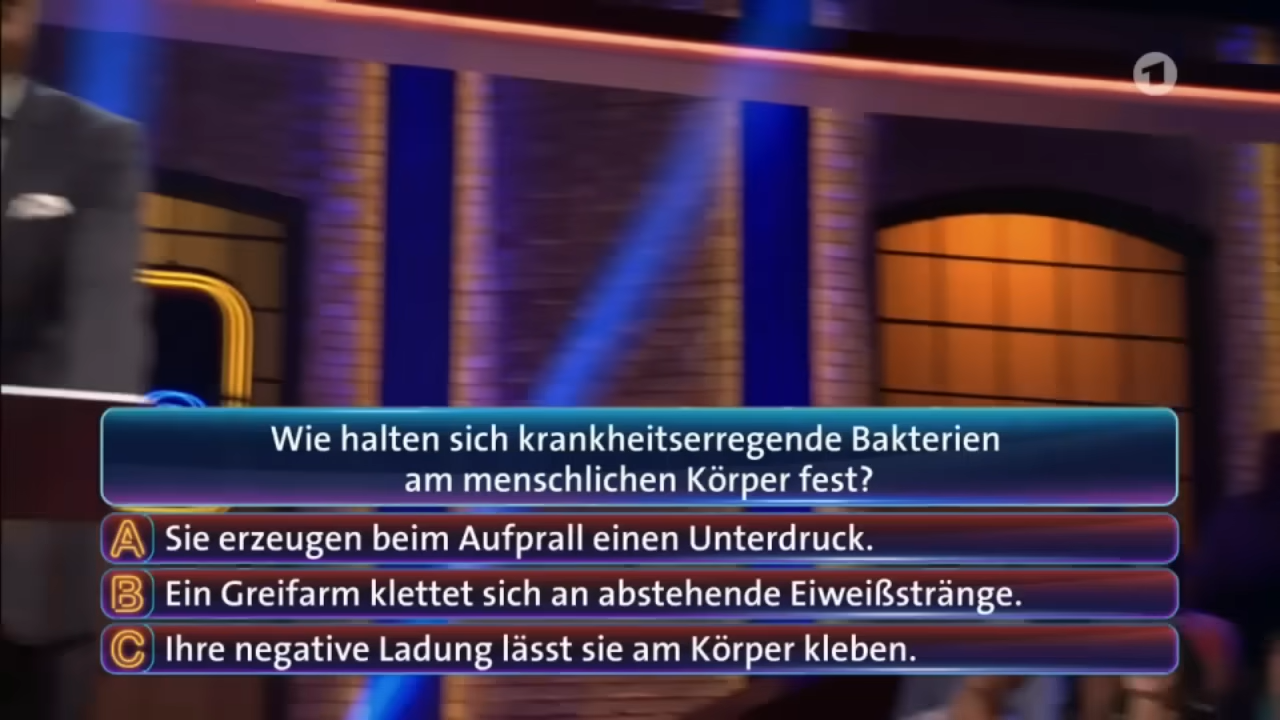 1
Wie halten sich krankheitserregende Bakterien
am menschlichen Körper fest?
A Sie erzeugen beim Aufprall einen Unterdruck.
B Ein Greifarm klettet sich an abstehende Eiweißstränge.
C Ihre negative Ladung lässt sie am Körper kleben.